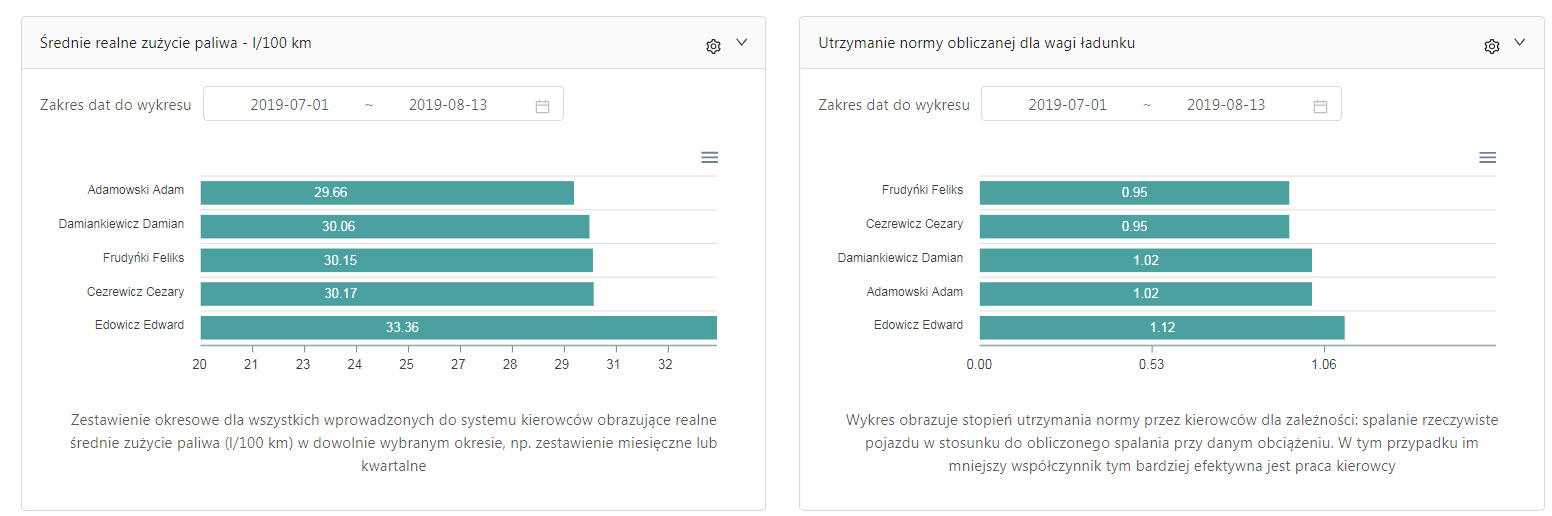 Średnie realne zużycie paliwa - l/100 km
Zakres dat do wykresu 2019-07-01 ~ 2019-08-13
Adamowski Adam 29.66
Damiankiewicz Damian 30.06
Frudyńki Feliks 30.15
Cezrewicz Cezary 30.17
Edowicz Edward 33.36
20 21 23 24 25 27 28 29 31 32
Zestawienie okresowe dla wszystkich wprowadzonych do systemu kierowców obrazujące realne
średnie zużycie paliwa (l/100 km) w dowolnie wybranym okresie, np. zestawienie miesięczne lub
kwartalne
Utrzymanie normy obliczanej dla wagi ładunku
Zakres dat do wykresu 2019-07-01 ~ 2019-08-13
Frudyńki Feliks 0.95
Cezrewicz Cezary 0.95
Damiankiewicz Damian 1.02
Adamowski Adam 1.02
Edowicz Edward 1.12
0.00 0.53 1.06
Wykres obrazuje stopień utrzymania normy przez kierowców dla zależności: spalanie rzeczywiste
pojazdu w stosunku do obliczonego spalania przy danym obciążeniu. W tym przypadku im
mniejszy współczynnik tym bardziej efektywna jest praca kierowcy